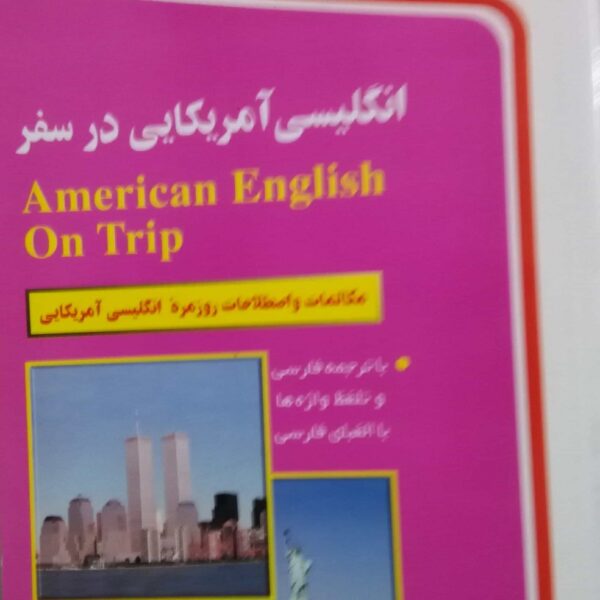 انگلیسی آمریکایی در سفر
American English
On Trip
مکالمات و اصطلاحات روزمرهٔ انگلیسی آمریکایی
با ترجمه فارسی
و تلفظ واژه ها
با الفبای فارسی